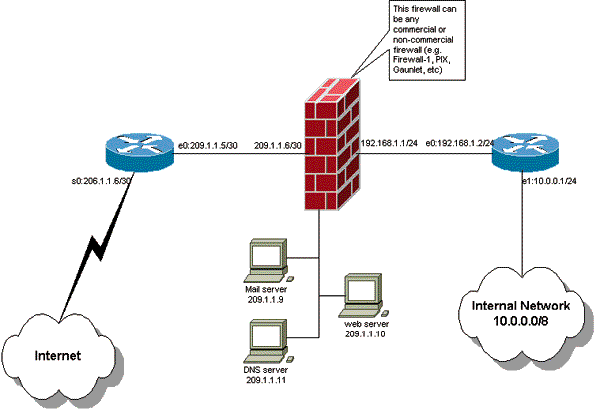 This firewall can
be any
commercial or
non-commercial
firewall (e.g.
Firewall-1, PIX,
Gaunlet, etc)
e0:209.1.1.5/30
209.1.1.6/30
192.168.1.1/24
e0:192.168.1.2/24
s0:206.1.1.6/30
e1:10.0.0.1/24
Mail server
209.1.1.9
web server
209.1.1.10
DNS server
209.1.1.11
Internet
Internal Network
10.0.0.0/8